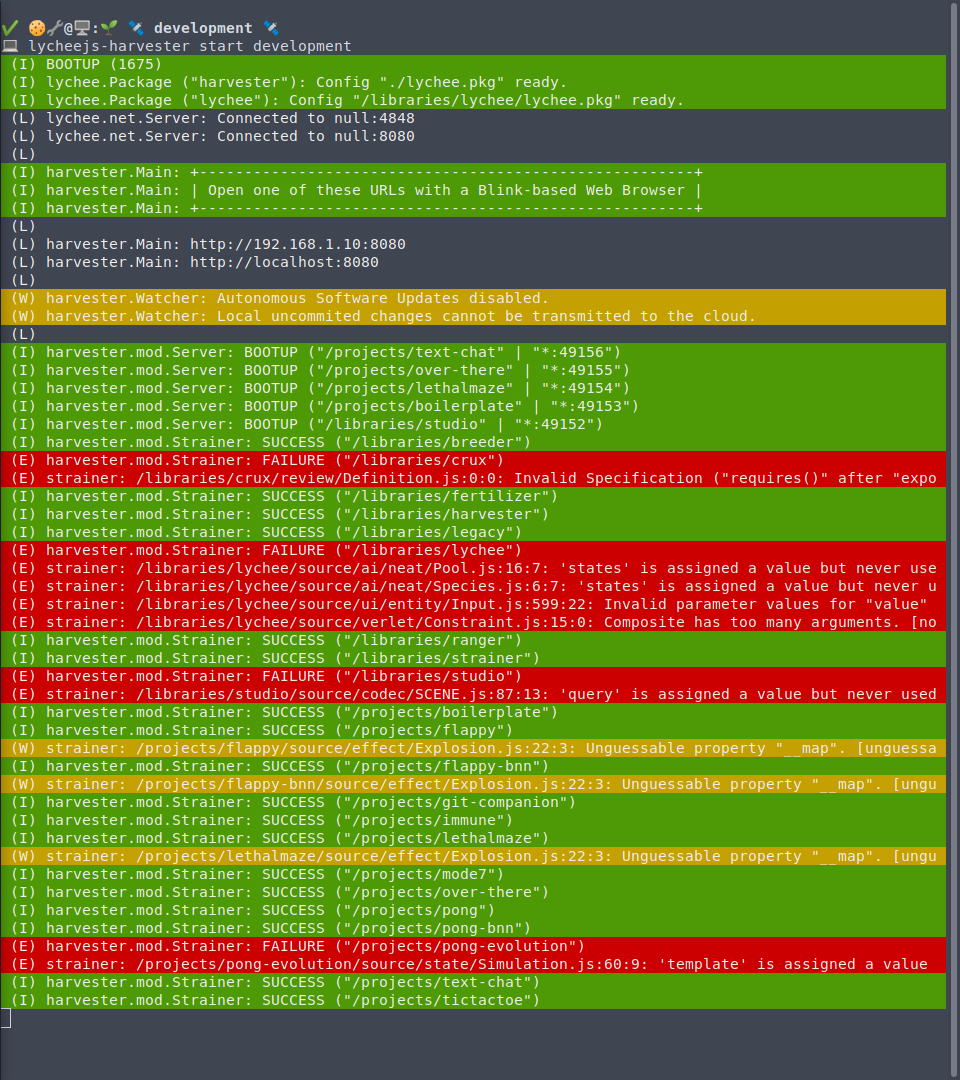 development
lycheejs-harvester start development
(I) BOOTUP (1675)
(I) lychee.Package ("harvester"): Config "./lychee.pkg" ready.
(I) lychee.Package ("lychee"): Config "/libraries/lychee/lychee.pkg" ready.
(L) lychee.net.Server: Connected to null:4848
(L) lychee.net.Server: Connected to null:8080
(L)
(I) harvester.Main: +-------------------------------------------------------+
(I) harvester.Main: | Open one of these URLs with a Blink-based Web Browser |
(I) harvester.Main: +-------------------------------------------------------+
(L)
(L) harvester.Main: http://192.168.1.10:8080
(L) harvester.Main: http://localhost:8080
(L)
(W) harvester.Watcher: Autonomous Software Updates disabled.
(W) harvester.Watcher: Local uncommited changes cannot be transmitted to the cloud.
(L)
(I) harvester.mod.Server: BOOTUP ("/projects/text-chat" | "*:49156")
(I) harvester.mod.Server: BOOTUP ("/projects/over-there" | "*:49155")
(I) harvester.mod.Server: BOOTUP ("/projects/lethalmaze" | "*:49154")
(I) harvester.mod.Server: BOOTUP ("/projects/boilerplate" | "*:49153")
(I) harvester.mod.Server: BOOTUP ("/libraries/studio" | "*:49152")
(I) harvester.mod.Strainer: SUCCESS ("/libraries/breeder")
(E) harvester.mod.Strainer: FAILURE ("/libraries/crux")
(E) strainer: /libraries/crux/review/Definition.js:0:0: Invalid Specification ("requires()" after "expo
(I) harvester.mod.Strainer: SUCCESS ("/libraries/fertilizer")
(I) harvester.mod.Strainer: SUCCESS ("/libraries/harvester")
(I) harvester.mod.Strainer: SUCCESS ("/libraries/legacy")
(E) harvester.mod.Strainer: FAILURE ("/libraries/lychee")
(E) strainer: /libraries/lychee/source/ai/neat/Pool.js:16:7: 'states' is assigned a value but never use
(E) strainer: /libraries/lychee/source/ai/neat/Species.js:6:7: 'states' is assigned a value but never u
(E) strainer: /libraries/lychee/source/ui/entity/Input.js:599:22: Invalid parameter values for "value"
(E) strainer: /libraries/lychee/source/verlet/Constraint.js:15:0: Composite has too many arguments. [no
(I) harvester.mod.Strainer: SUCCESS ("/libraries/ranger")
(I) harvester.mod.Strainer: SUCCESS ("/libraries/strainer")
(E) harvester.mod.Strainer: FAILURE ("/libraries/studio")
(E) strainer: /libraries/studio/source/codec/SCENE.js:87:13: 'query' is assigned a value but never used
(I) harvester.mod.Strainer: SUCCESS ("/projects/boilerplate")
(I) harvester.mod.Strainer: SUCCESS ("/projects/flappy")
(W) strainer: /projects/flappy/source/effect/Explosion.js:22:3: Unguessable property "__map". [unguessa
(I) harvester.mod.Strainer: SUCCESS ("/projects/flappy-bnn")
(W) strainer: /projects/flappy-bnn/source/effect/Explosion.js:22:3: Unguessable property "__map". [ungu
(I) harvester.mod.Strainer: SUCCESS ("/projects/git-companion")
(I) harvester.mod.Strainer: SUCCESS ("/projects/immune")
(I) harvester.mod.Strainer: SUCCESS ("/projects/lethalmaze")
(W) strainer: /projects/lethalmaze/source/effect/Explosion.js:22:3: Unguessable property "__map". [ungu
(I) harvester.mod.Strainer: SUCCESS ("/projects/mode7")
(I) harvester.mod.Strainer: SUCCESS ("/projects/over-there")
(I) harvester.mod.Strainer: SUCCESS ("/projects/pong")
(I) harvester.mod.Strainer: SUCCESS ("/projects/pong-bnn")
(E) harvester.mod.Strainer: FAILURE ("/projects/pong-evolution")
(E) strainer: /projects/pong-evolution/source/state/Simulation.js:60:9: 'template' is assigned a value
(I) harvester.mod.Strainer: SUCCESS ("/projects/text-chat")
(I) harvester.mod.Strainer: SUCCESS ("/projects/tictactoe")